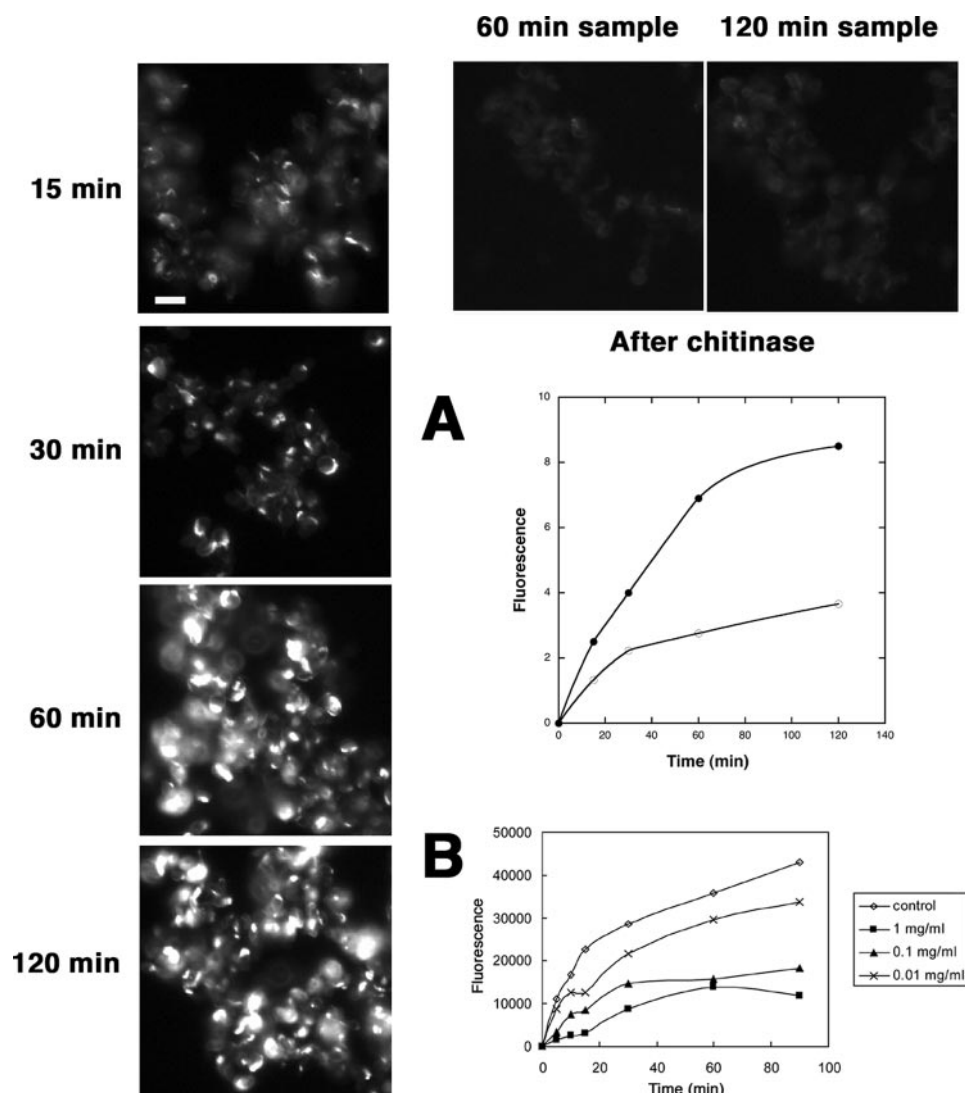 60 min sample 120 min sample
15 min
After chitinase
30 min
A
10
8
6
4
2
0
Fluorescence
0 20 40 60 80 100 120 140
Time (min)
60 min
B
50000
40000
30000
20000
10000
0
Fluorescence
0 20 40 60 80 100
Time (min)
control
1 mg/ml
0.1 mg/ml
0.01 mg/ml
120 min